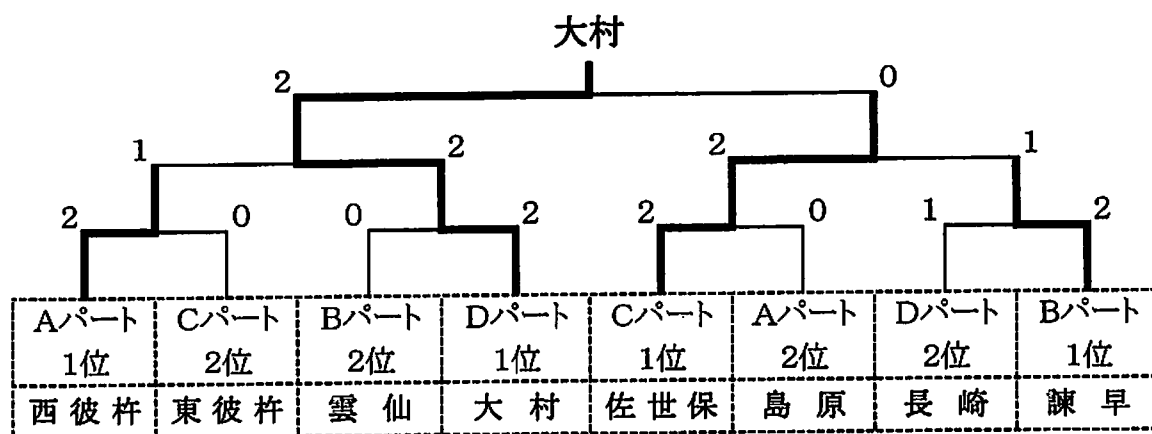 大村
2 0
1 2 2 1
2 0 0 2 2 0 1 2
Aパート Cパート Bパート Dパート Cパート Aパート Dパート Bパート
1位 2位 2位 1位 1位 2位 2位 1位
西彼杵 東彼杵 雲仙 大村 佐世保 島原 長崎 諫早